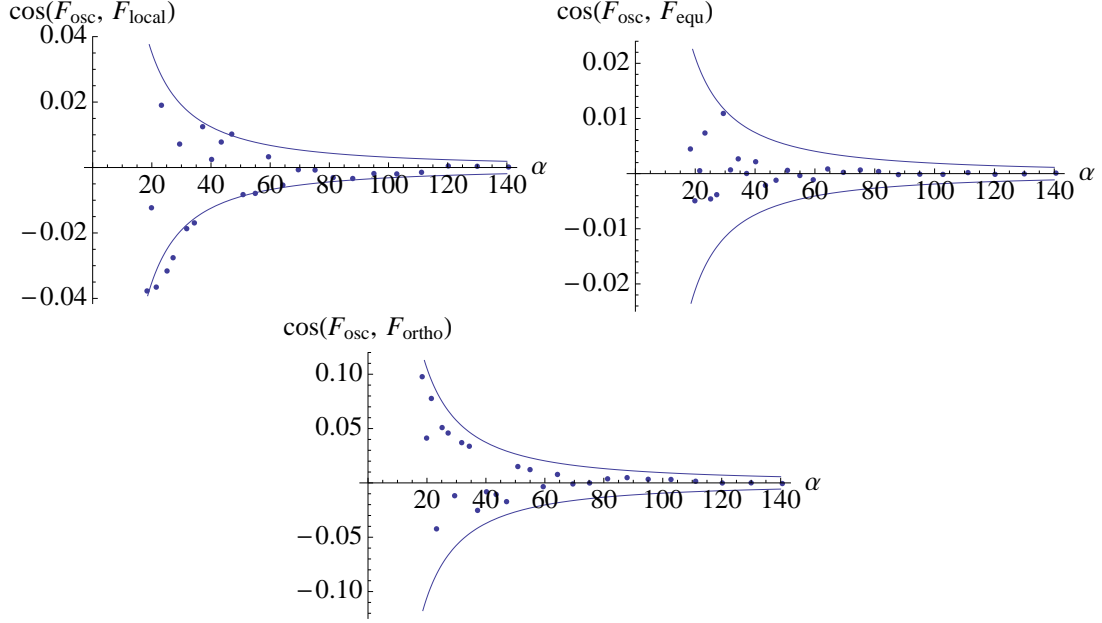 cos(F_osc, F_local)
0.04
0.02
−0.02
−0.04
20 40 60 80 100 120 140 α
cos(F_osc, F_equ)
0.02
0.01
−0.01
−0.02
20 40 60 80 100 120 140 α
cos(F_osc, F_ortho)
0.10
0.05
−0.05
−0.10
20 40 60 80 100 120 140 α